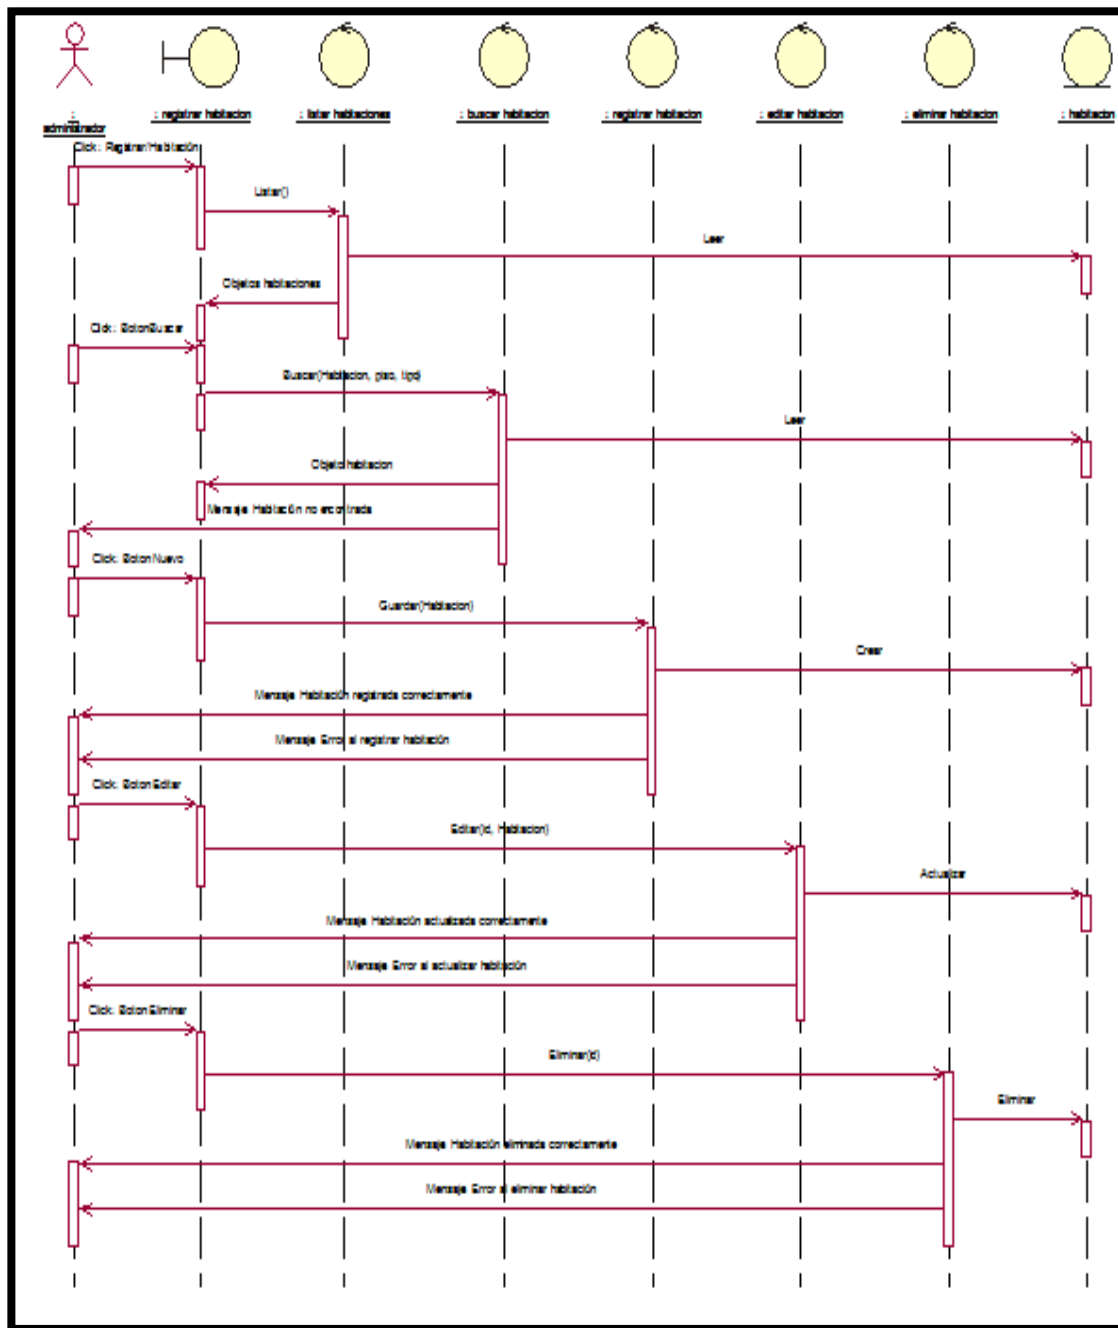 :
administrador
: registrar habitacion
: listar habitaciones
: buscar habitacion
: registrar habitacion
: editar habitacion
: eliminar habitacion
: habitacion
Click: Registrar/Habitación
Listar()
Leer
Objetos habitaciones
Click: BotonBuscar
Buscar(Habitacion, piso, tipo)
Leer
Objeto habitacion
Mensaje Habitación no encontrada
Click: BotonNuevo
Guardar(Habitacion)
Crear
Mensaje Habitación registrada correctamente
Mensaje Error al registrar habitación
Click: BotonEditar
Editar(id, Habitacion)
Actualizar
Mensaje Habitación actualizada correctamente
Mensaje Error al actualizar habitación
Click: BotonEliminar
Eliminar(id)
Eliminar
Mensaje Habitación eliminada correctamente
Mensaje Error al eliminar habitación